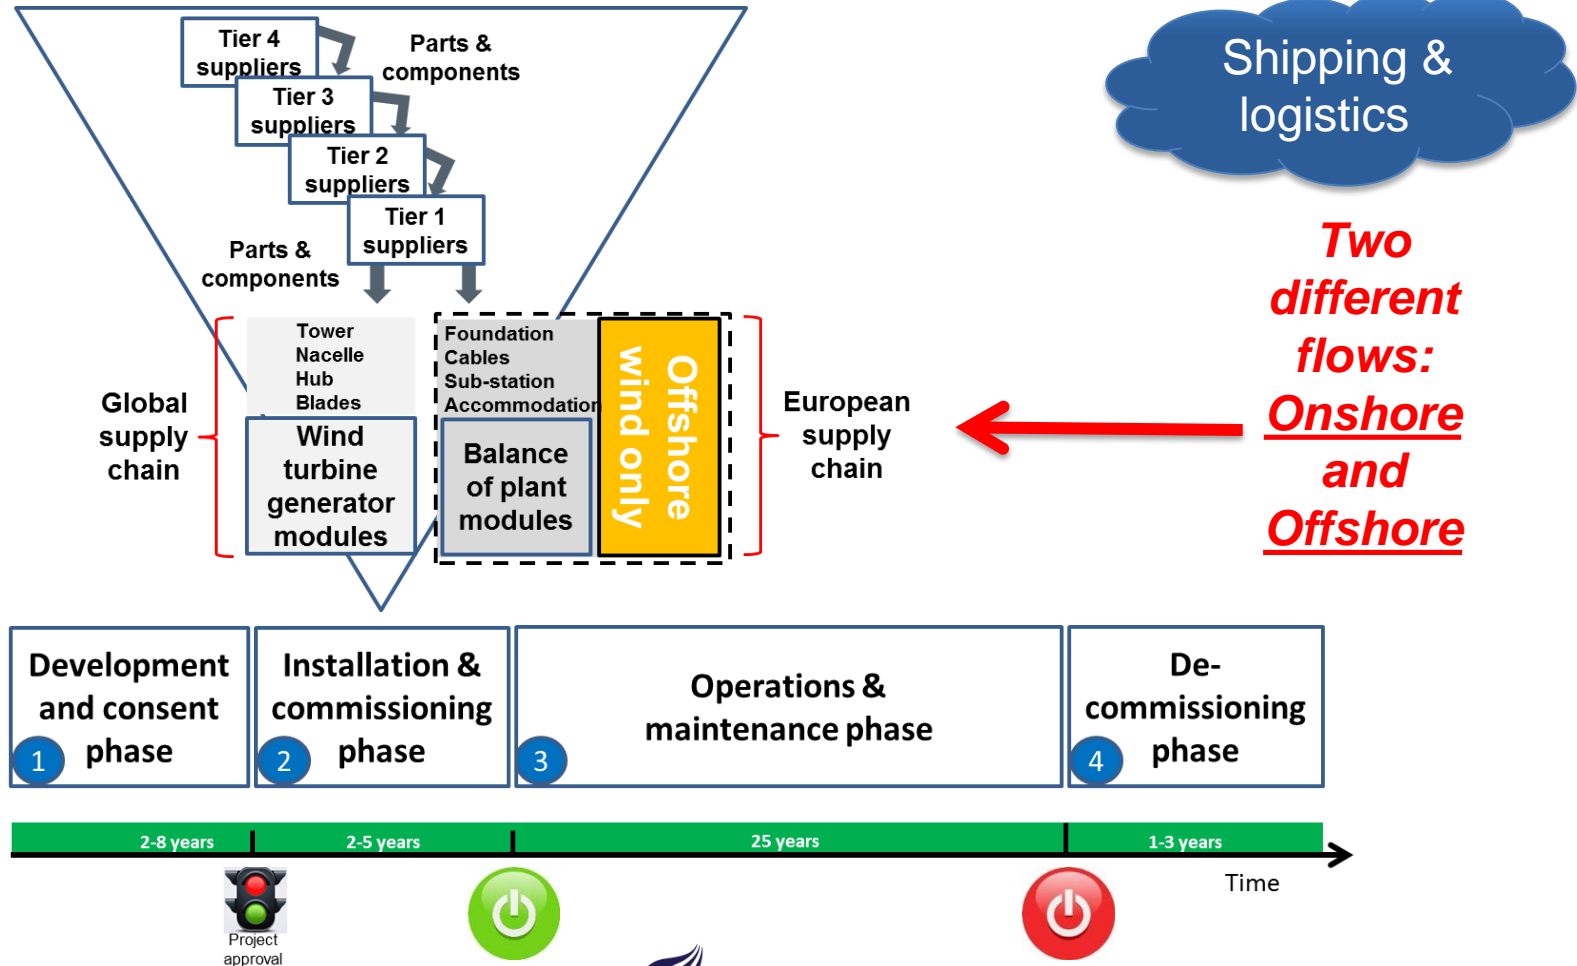 Tier 4
suppliers
Parts &
components
Tier 3
suppliers
Tier 2
suppliers
Tier 1
suppliers
Parts &
components
Shipping &
logistics
Two
different
flows:
Onshore
and
Offshore
Global
supply
chain
Tower
Nacelle
Hub
Blades
Wind
turbine
generator
modules
Foundation
Cables
Sub-station
Accommodation
Balance
of plant
modules
Offshore
wind only
European
supply
chain
Development
and consent
phase
1
Installation &
commissioning
phase
2
Operations &
maintenance phase
3
De-
commissioning
phase
4
2-8 years
2-5 years
25 years
1-3 years
Time
Project
approval